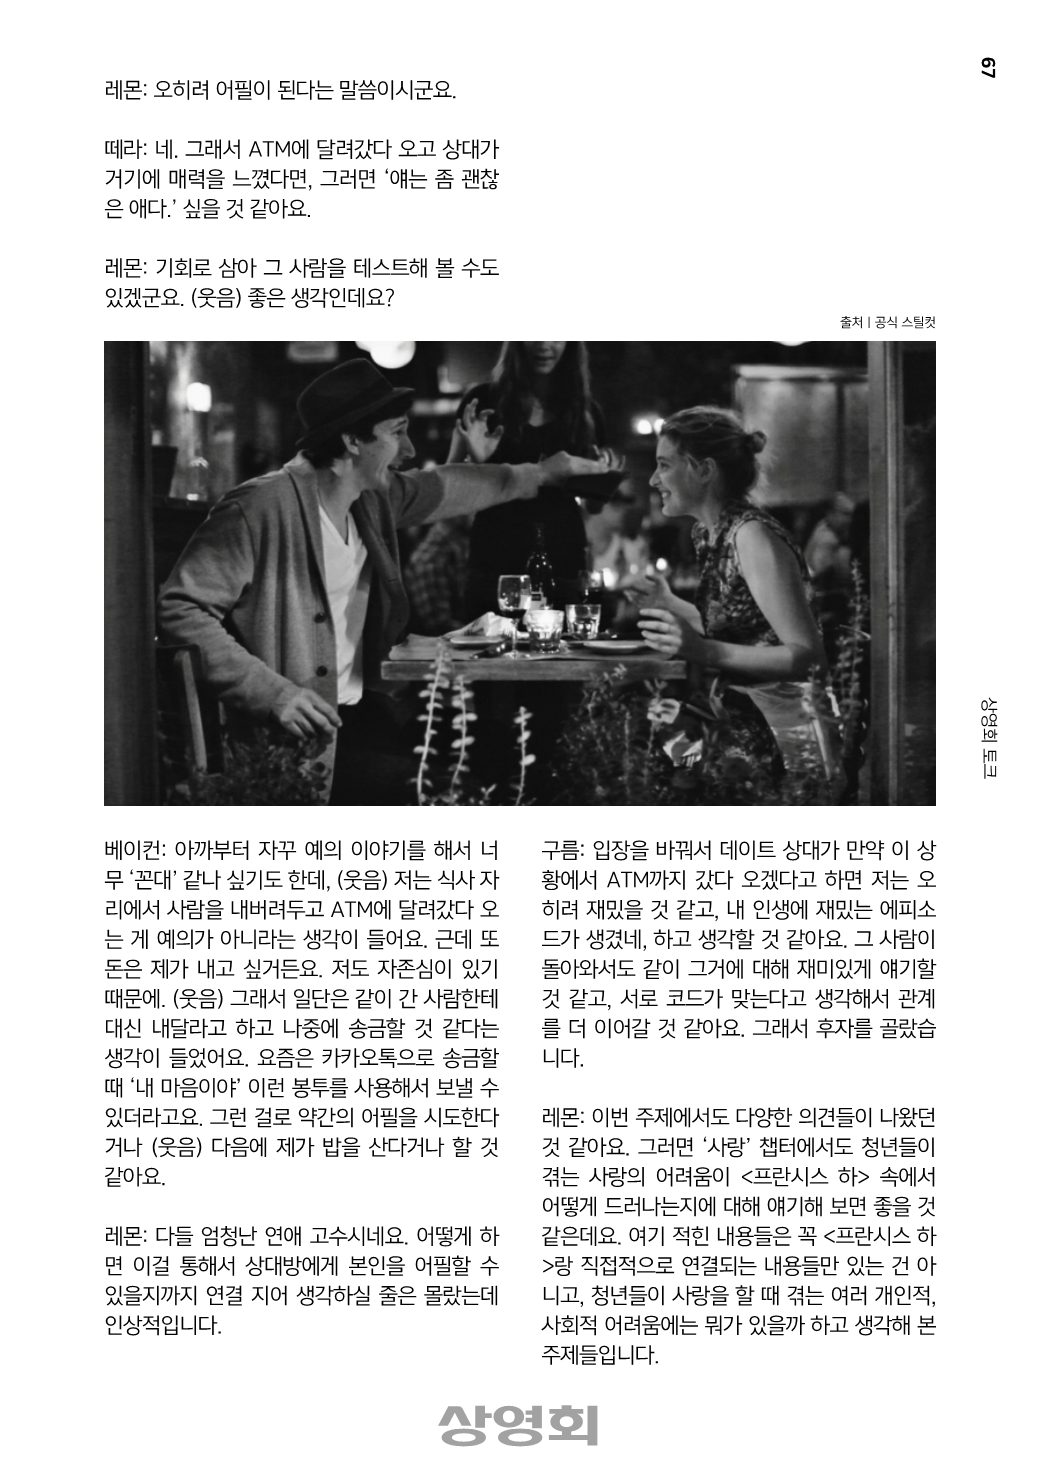 67
레몬: 오히려 어필이 된다는 말씀이시군요.
떼라: 네. 그래서 ATM에 달려갔다 오고 상대가
거기에 매력을 느꼈다면, 그러면 ‘얘는 좀 괜찮
은 애다.’ 싶을 것 같아요.
레몬: 기회로 삼아 그 사람을 테스트해 볼 수도
있겠군요. (웃음) 좋은 생각인데요?
출처 | 공식 스틸컷
상영회 토크
베이컨: 아까부터 자꾸 예의 이야기를 해서 너
무 ‘꼰대’ 같나 싶기도 한데, (웃음) 저는 식사 자
리에서 사람을 내버려두고 ATM에 달려갔다 오
는 게 예의가 아니라는 생각이 들어요. 근데 또
돈은 제가 내고 싶거든요. 저도 자존심이 있기
때문에. (웃음) 그래서 일단은 같이 간 사람한테
대신 내달라고 하고 나중에 송금할 것 같다는
생각이 들었어요. 요즘은 카카오톡으로 송금할
때 ‘내 마음이야’ 이런 봉투를 사용해서 보낼 수
있더라고요. 그런 걸로 약간의 어필을 시도한다
거나 (웃음) 다음에 제가 밥을 산다거나 할 것
같아요.
레몬: 다들 엄청난 연애 고수시네요. 어떻게 하
면 이걸 통해서 상대방에게 본인을 어필할 수
있을지까지 연결 지어 생각하실 줄은 몰랐는데
인상적입니다.
구름: 입장을 바꿔서 데이트 상대가 만약 이 상
황에서 ATM까지 갔다 오겠다고 하면 저는 오
히려 재밌을 것 같고, 내 인생에 재밌는 에피소
드가 생겼네, 하고 생각할 것 같아요. 그 사람이
돌아와서도 같이 그거에 대해 재미있게 얘기할
것 같고, 서로 코드가 맞는다고 생각해서 관계
를 더 이어갈 것 같아요. 그래서 후자를 골랐습
니다.
레몬: 이번 주제에서도 다양한 의견들이 나왔던
것 같아요. 그러면 ‘사랑’ 챕터에서도 청년들이
겪는 사랑의 어려움이 <프란시스 하> 속에서
어떻게 드러나는지에 대해 얘기해 보면 좋을 것
같은데요. 여기 적힌 내용들은 꼭 <프란시스 하
>랑 직접적으로 연결되는 내용들만 있는 건 아
니고, 청년들이 사랑을 할 때 겪는 여러 개인적,
사회적 어려움에는 뭐가 있을까 하고 생각해 본
주제들입니다.
상영회